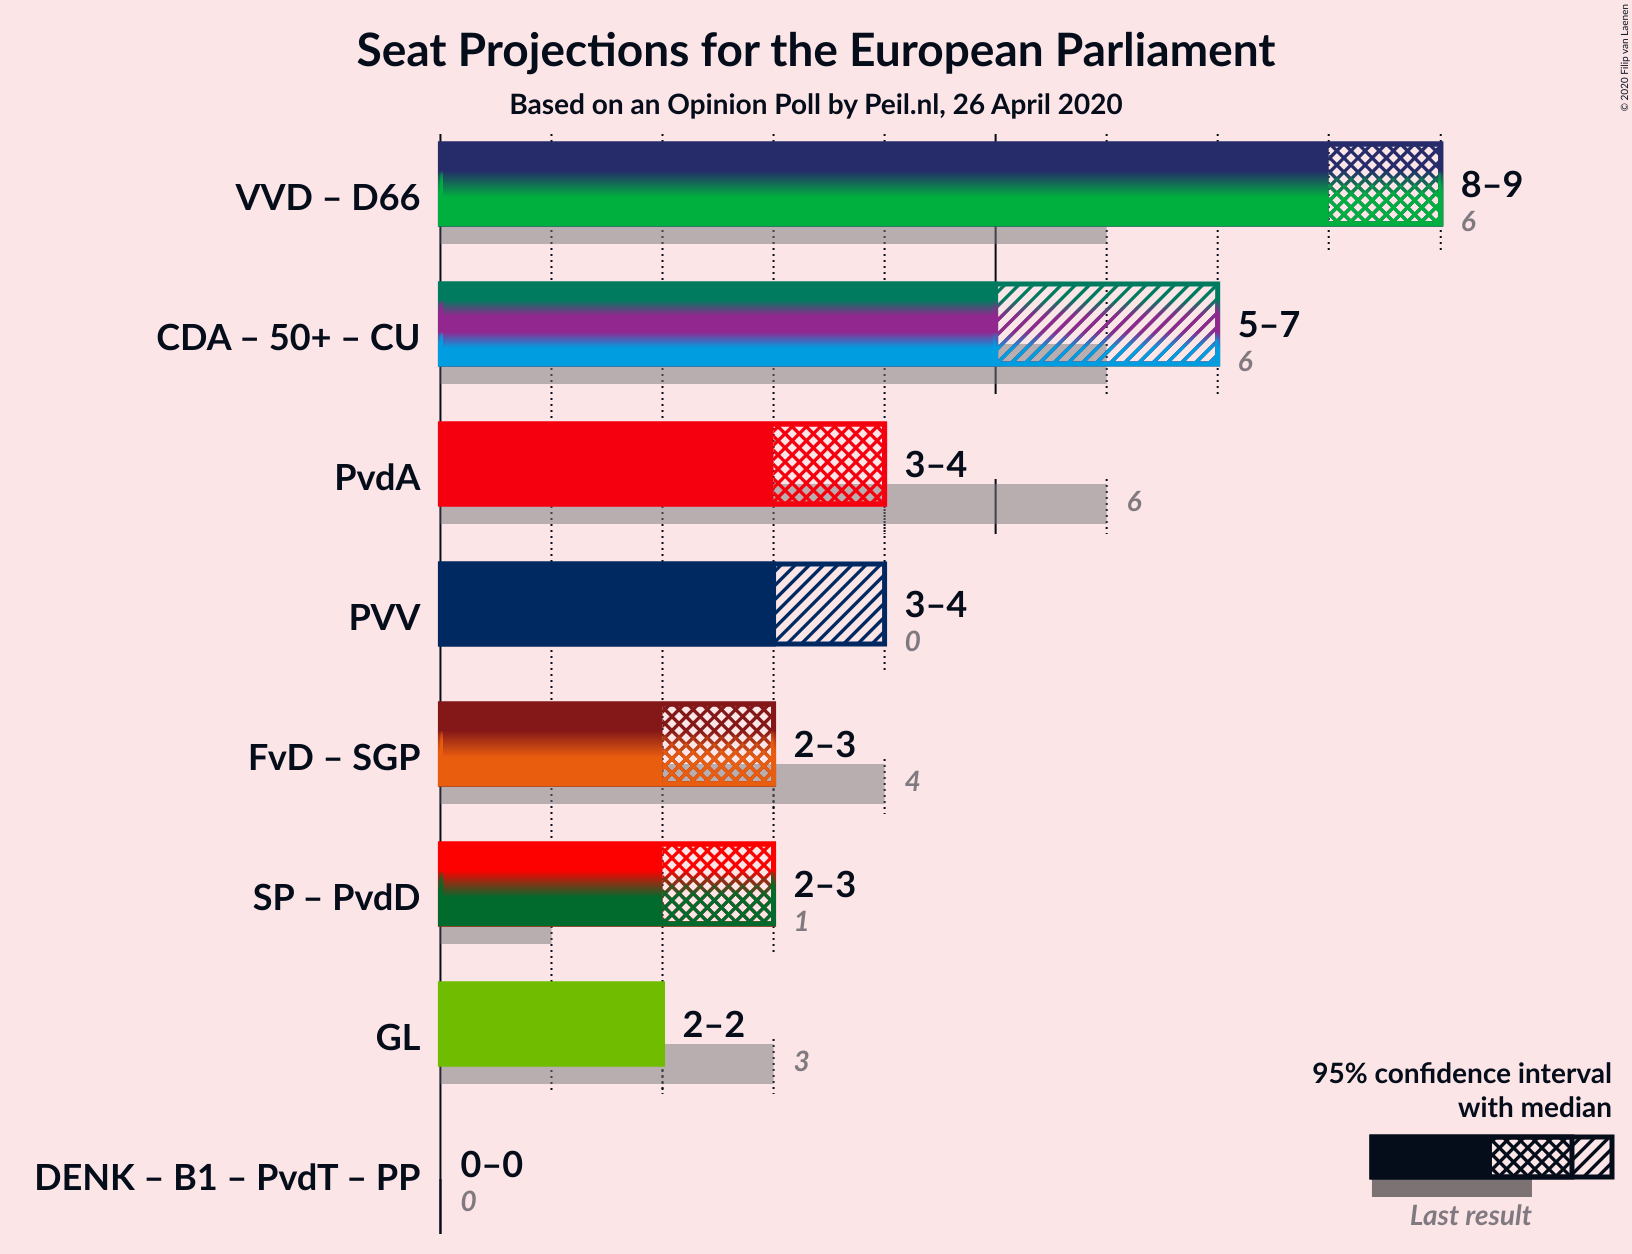 Seat Projections for the European Parliament
Based on an Opinion Poll by Peil.nl, 26 April 2020
© 2020 Filip van Laenen
VVD – D66
8–9
6
CDA – 50+ – CU
5–7
6
PvdA
3–4
6
PVV
3–4
0
FvD – SGP
2–3
4
SP – PvdD
2–3
1
GL
2–2
3
DENK – B1 – PvdT – PP
0–0
0
95% confidence interval
with median
Last result